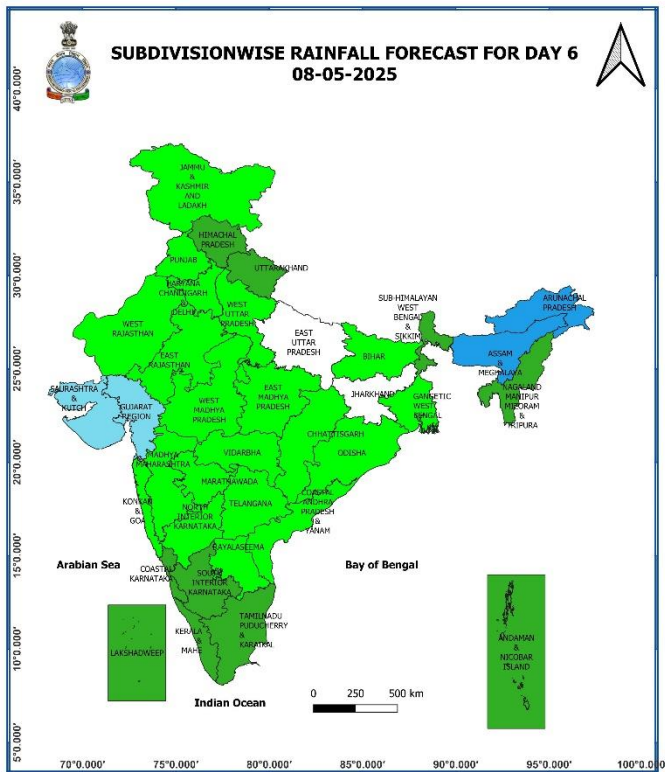 SUBDIVISIONWISE RAINFALL FORECAST FOR DAY 6
08-05-2025
40°0.000'
35°0.000'
30°0.000'
25°0.000'
20°0.000'
15°0.000'
10°0.000'
5°0.000'
JAMMU
&
KASHMIR
AND
LADAKH
HIMACHAL
PRADESH
PUNJAB
UTTARAKHAND
HARYANA
CHANDIGARH
&
DELHI
WEST
UTTAR
PRADESH
WEST
RAJASTHAN
EAST
RAJASTHAN
EAST
UTTAR
PRADESH
SUB-HIMALAYAN
WEST
BENGAL
&
SIKKIM
ARUNACHAL
PRADESH
ASSAM
&
MEGHALAYA
NAGALAND
MANIPUR
MIZORAM
&
TRIPURA
BIHAR
JHARKHAND
GANGETIC
WEST
BENGAL
SAURASHTRA
&
KUTCH
GUJARAT
REGION
WEST
MADHYA
PRADESH
EAST
MADHYA
PRADESH
CHHATTISGARH
ODISHA
MADHYA
MAHARASHTRA
VIDARBHA
MARATHAWADA
TELANGANA
KONKAN
&
GOA
NORTH
INTERIOR
KARNATAKA
COASTAL
ANDHRA
PRADESH
&
YANAM
RAYALASEEMA
COASTAL
KARNATAKA
SOUTH
INTERIOR
KARNATAKA
TAMILNADU
PUDUCHERRY
&
KARAIKAL
KERALA
&
MAHE
LAKSHADWEEP
ANDAMAN
&
NICOBAR
ISLAND
Arabian Sea
Bay of Bengal
Indian Ocean
0 250 500 km
70°0.000' 75°0.000' 80°0.000' 85°0.000' 90°0.000' 95°0.000' 100°0.000'